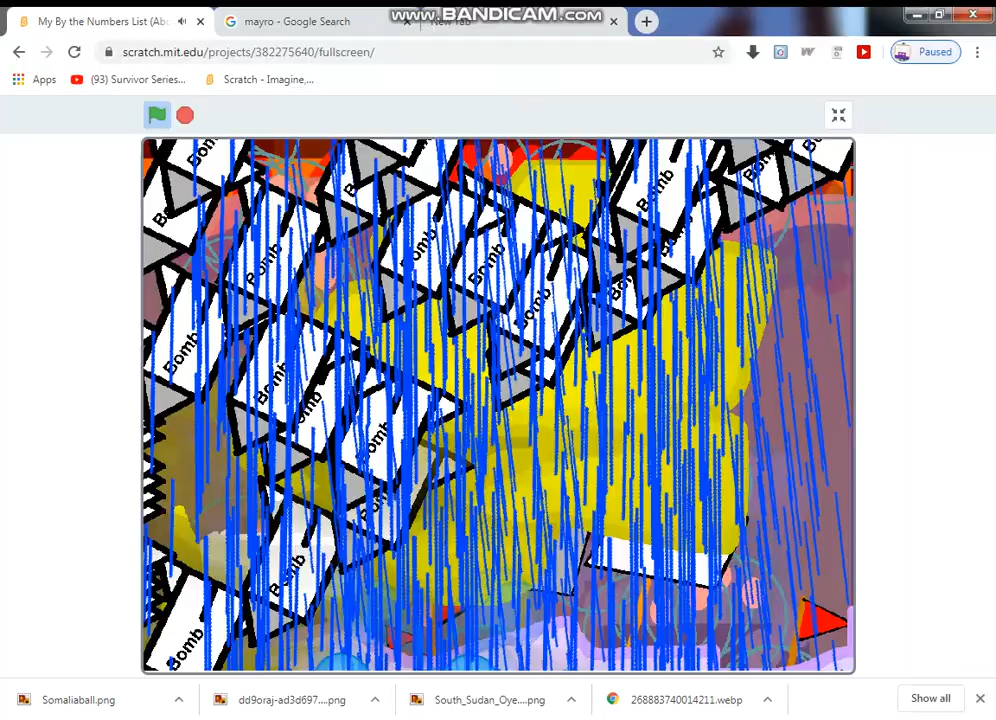 My By the Numbers List (Abc
mayro - Google Search
New Tab
WWW.BANDICAM.COM
scratch.mit.edu/projects/382275640/fullscreen/
Paused
Apps
(93) Survivor Series...
Scratch - Imagine,...
Bomb
Bomb
Bomb
Bomb
Bomb
Bomb
Bomb
Bomb
Bomb
Bomb
Bomb
Bomb
Somaliaball.png
dd9oraj-ad3d697....png
South_Sudan_Oye....png
268883740014211.webp
Show all